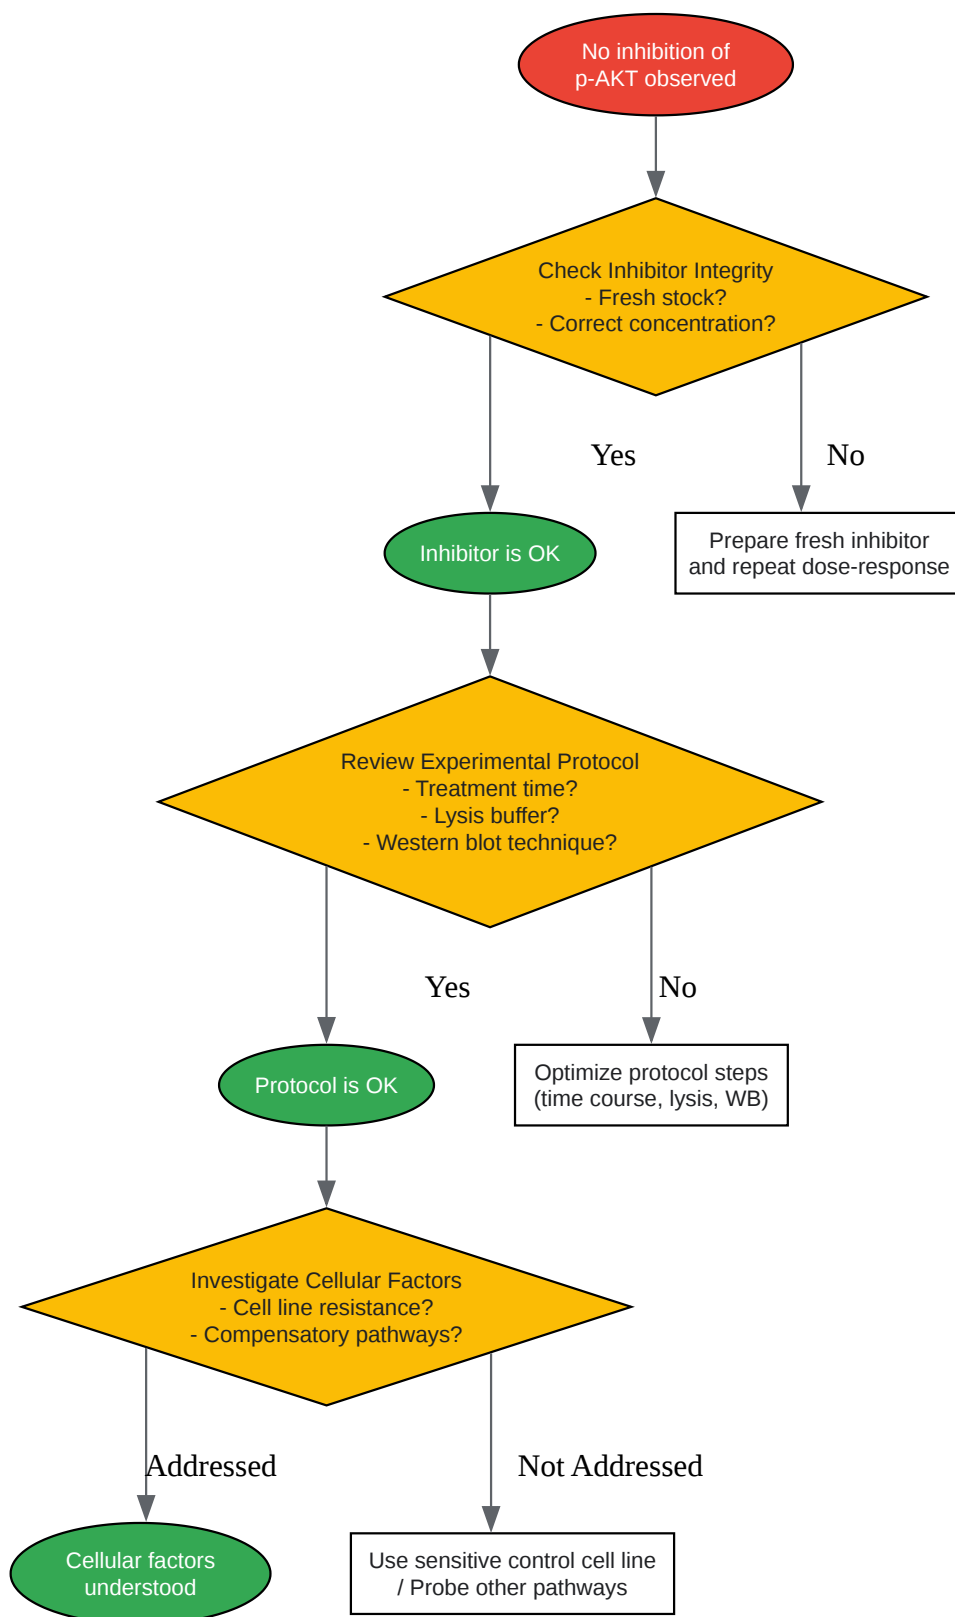 No inhibition of
p-AKT observed
Check Inhibitor Integrity
- Fresh stock?
- Correct concentration?
Yes
No
Inhibitor is OK
Prepare fresh inhibitor
and repeat dose-response
Review Experimental Protocol
- Treatment time?
- Lysis buffer?
- Western blot technique?
Yes
No
Protocol is OK
Optimize protocol steps
(time course, lysis, WB)
Investigate Cellular Factors
- Cell line resistance?
- Compensatory pathways?
Addressed
Not Addressed
Cellular factors
understood
Use sensitive control cell line
/ Probe other pathways